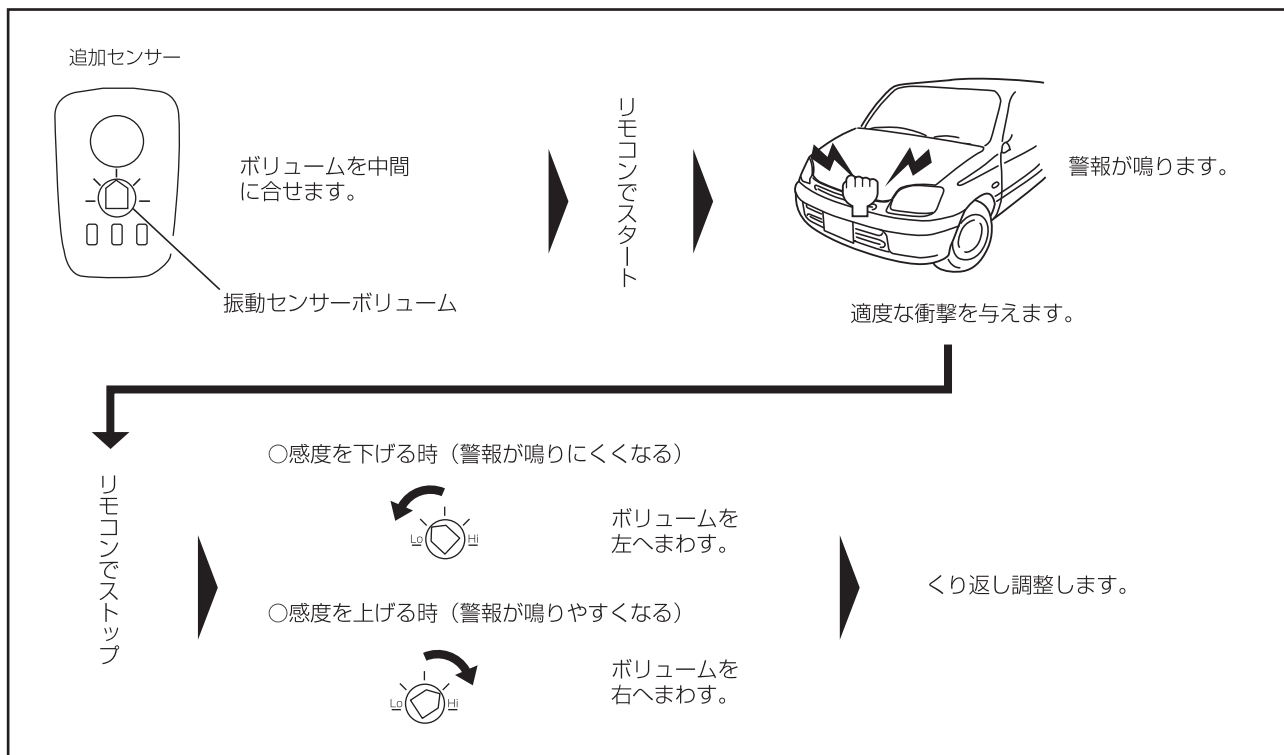 追加センサー
ボリュームを中間
に合せます。
振動センサーボリューム
リモコンでスタート
警報が鳴ります。
適度な衝撃を与えます。
リモコンでストップ
○感度を下げる時（警報が鳴りにくくなる）
Lo Hi
ボリュームを
左へまわす。
○感度を上げる時（警報が鳴りやすくなる）
Lo Hi
ボリュームを
右へまわす。
くり返し調整します。